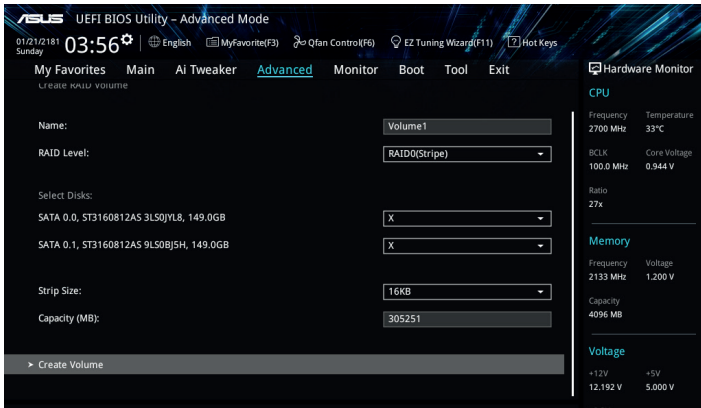 ASUS UEFI BIOS Utility – Advanced Mode
01/21/2181 Sunday 03:56 English MyFavorite(F3) Qfan Control(F6) EZ Tuning Wizard(F11) ? Hot Keys
My Favorites Main Ai Tweaker Advanced Monitor Boot Tool Exit
Hardware Monitor
Create RAID Volume
Name: Volume1
RAID Level: RAID0(Stripe)
Select Disks:
SATA 0.0, ST3160812AS 3LS0JYL8, 149.0GB X
SATA 0.1, ST3160812AS 9LS0BJ5H, 149.0GB X
Strip Size: 16KB
Capacity (MB): 305251
> Create Volume
CPU
Frequency Temperature
2700 MHz 33°C
BCLK Core Voltage
100.0 MHz 0.944 V
Ratio
27x
Memory
Frequency Voltage
2133 MHz 1.200 V
Capacity
4096 MB
Voltage
+12V +5V
12.192 V 5.000 V